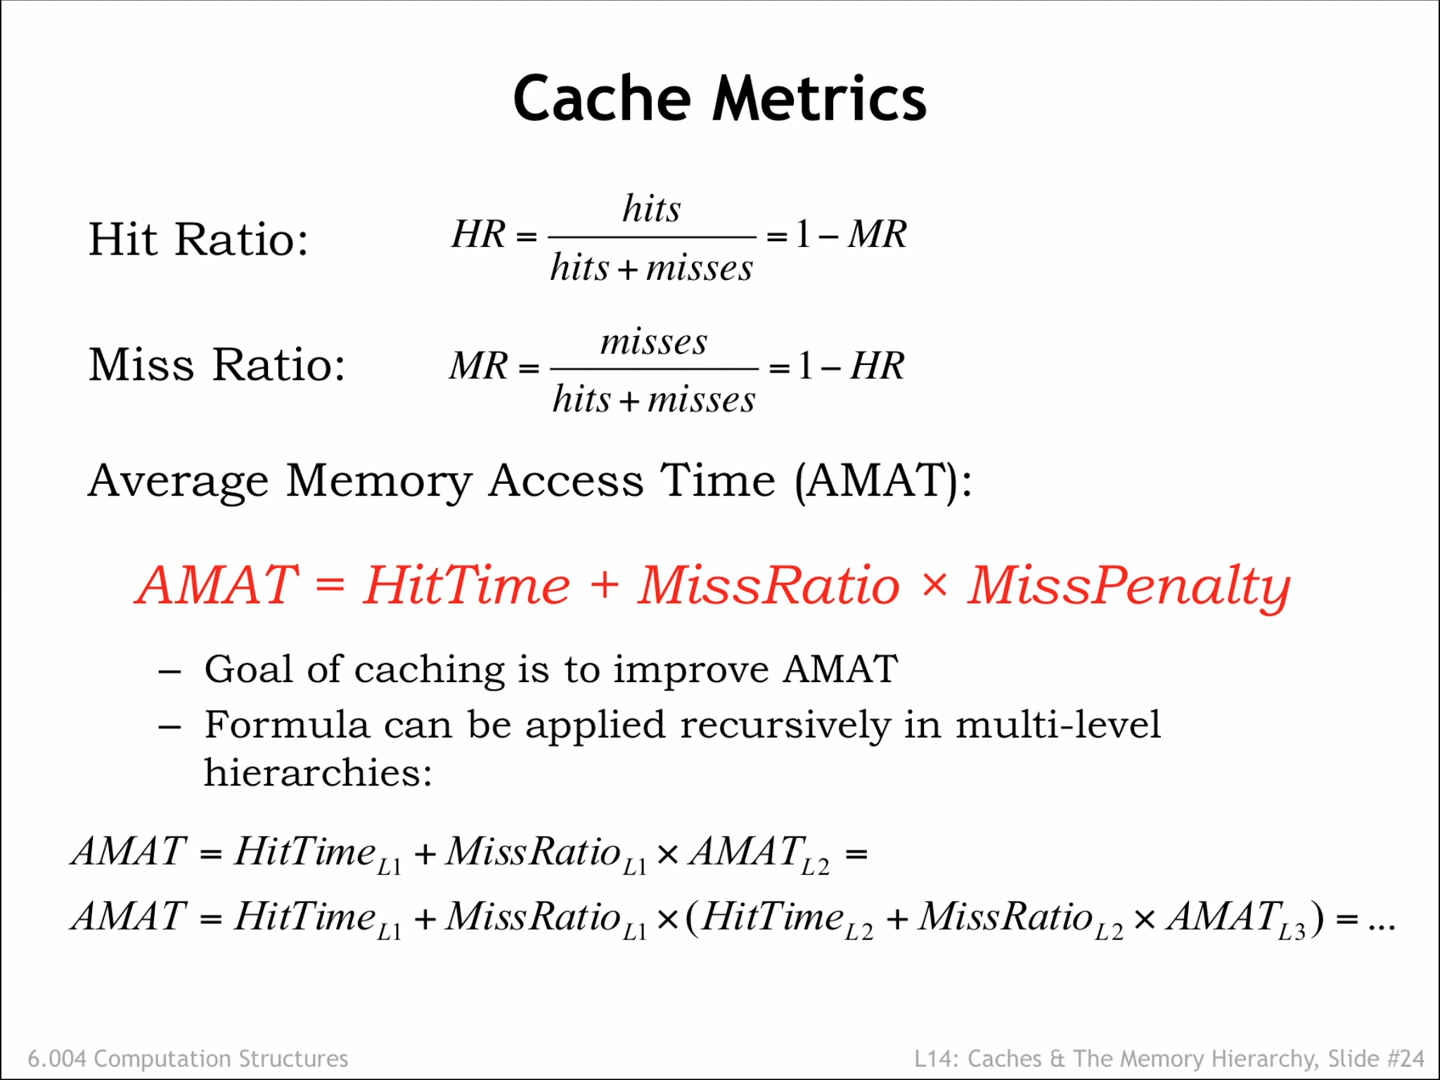 Cache Metrics
Hit Ratio: HR = hits / (hits + misses) = 1 − MR
Miss Ratio: MR = misses / (hits + misses) = 1 − HR
Average Memory Access Time (AMAT):
AMAT = HitTime + MissRatio × MissPenalty
– Goal of caching is to improve AMAT
– Formula can be applied recursively in multi-level
hierarchies:
AMAT = HitTime_L1 + MissRatio_L1 × AMAT_L2 =
AMAT = HitTime_L1 + MissRatio_L1 × (HitTime_L2 + MissRatio_L2 × AMAT_L3) = ...
6.004 Computation Structures
L14: Caches & The Memory Hierarchy, Slide #24